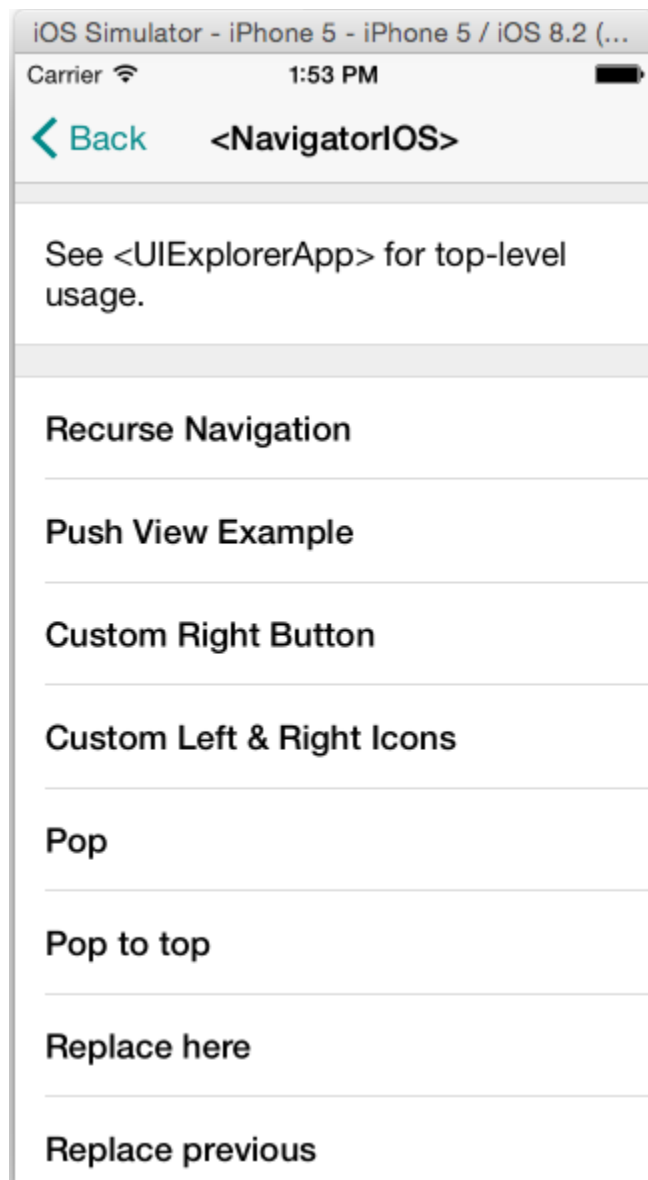 iOS Simulator - iPhone 5 - iPhone 5 / iOS 8.2 (...
Carrier 1:53 PM
Back <NavigatorIOS>
See <UIExplorerApp> for top-level
usage.
Recurse Navigation
Push View Example
Custom Right Button
Custom Left & Right Icons
Pop
Pop to top
Replace here
Replace previous